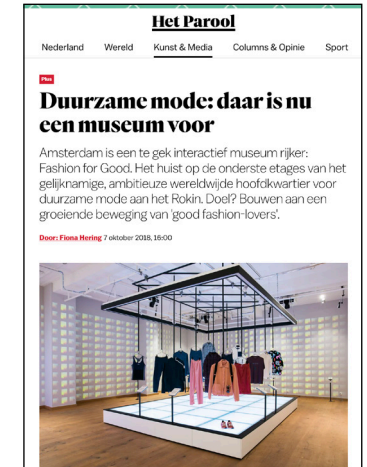 Het Parool
Nederland Wereld Kunst & Media Columns & Opinie Sport
Plus
Duurzame mode: daar is nu
een museum voor
Amsterdam is een te gek interactief museum rijker:
Fashion for Good. Het huist op de onderste etages van het
gelijknamige, ambitieuze wereldwijde hoofdkwartier voor
duurzame mode aan het Rokin. Doel? Bouwen aan een
groeiende beweging van 'good fashion-lovers'.
Door: Fiona Hering 7 oktober 2018, 16:00